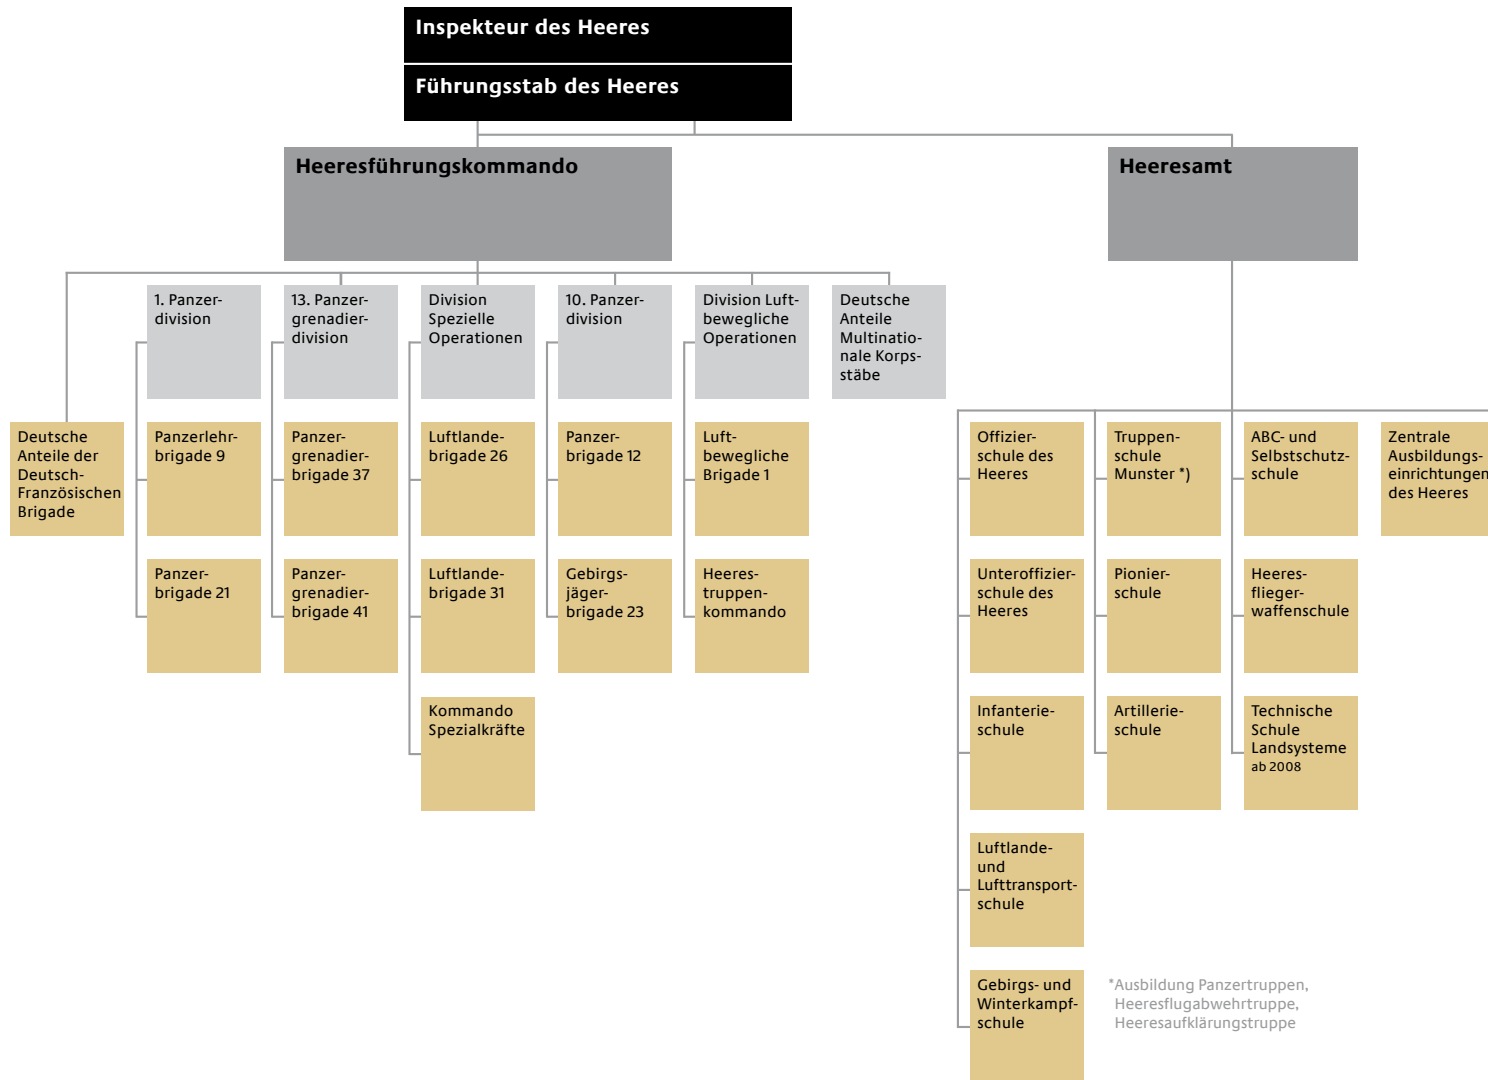 Inspekteur des Heeres
Führungsstab des Heeres
Heeresführungskommando
Heeresamt
1. Panzer-
division
13. Panzer-
grenadier-
division
Division
Spezielle
Operationen
10. Panzer-
division
Division Luft-
bewegliche
Operationen
Deutsche
Anteile
Multinatio-
nale Korps-
stäbe
Deutsche
Anteile der
Deutsch-
Französischen
Brigade
Panzerlehr-
brigade 9
Panzer-
grenadier-
brigade 37
Luftlande-
brigade 26
Panzer-
brigade 12
Luft-
bewegliche
Brigade 1
Offizier-
schule des
Heeres
Truppen-
schule
Munster *)
ABC- und
Selbstschutz-
schule
Zentrale
Ausbildungs-
einrichtungen
des Heeres
Panzer-
brigade 21
Panzer-
grenadier-
brigade 41
Luftlande-
brigade 31
Gebirgs-
jäger-
brigade 23
Heeres-
truppen-
kommando
Unteroffizier-
schule des
Heeres
Pionier-
schule
Heeres-
flieger-
waffenschule
Kommando
Spezialkräfte
Infanterie-
schule
Artillerie-
schule
Technische
Schule
Landsysteme
ab 2008
Luftlande-
und
Lufttransport-
schule
Gebirgs- und
Winterkampf-
schule
*Ausbildung Panzertruppen,
Heeresflugabwehrtruppe,
Heeresaufklärungstruppe